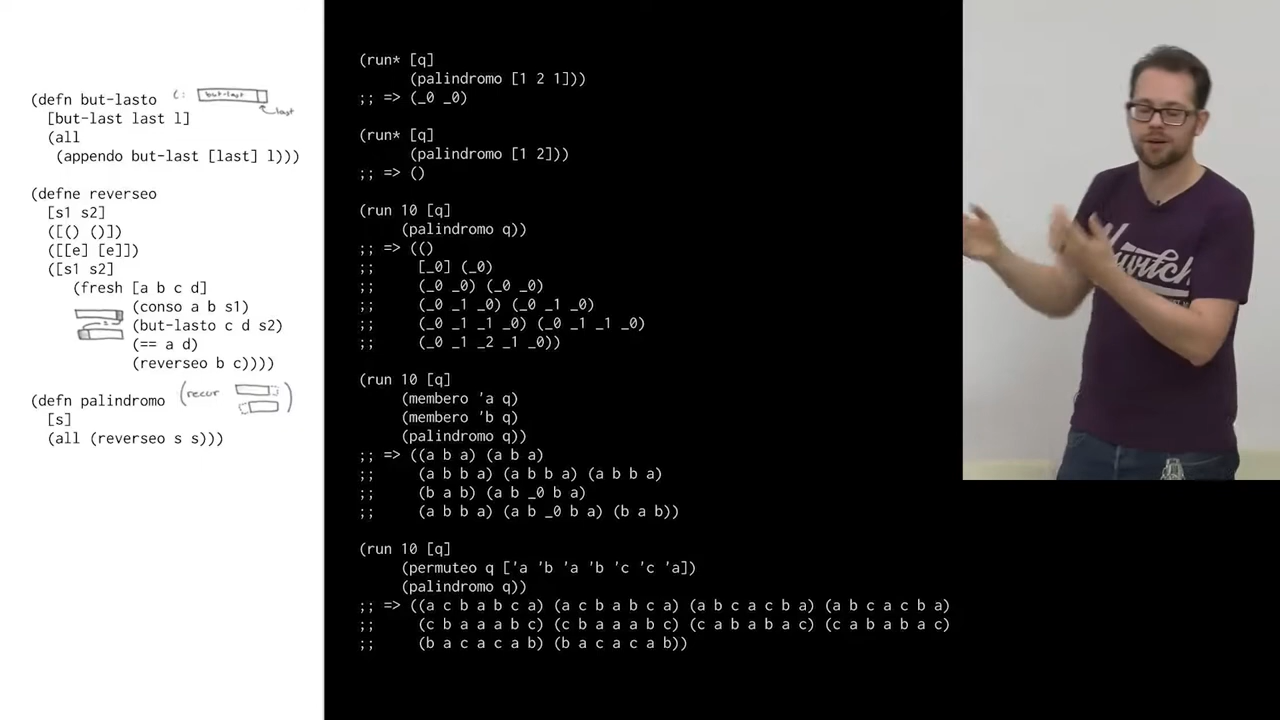 (defn but-lasto
l: but-last
last
[but-last last l]
(all
(appendo but-last [last] l)))
(defne reverseo
[s1 s2]
([() ()])
([[e] [e]])
([s1 s2]
(fresh [a b c d]
(conso a b s1)
(but-lasto c d s2)
(== a d)
(reverseo b c))))
(defn palindromo
(recur )
[s]
(all (reverseo s s)))
(run* [q]
(palindromo [1 2 1]))
;; => (_0 _0)
(run* [q]
(palindromo [1 2]))
;; => ()
(run 10 [q]
(palindromo q))
;; => (()
;; [_0] (_0)
;; (_0 _0) (_0 _0)
;; (_0 _1 _0) (_0 _1 _0)
;; (_0 _1 _1 _0) (_0 _1 _1 _0)
;; (_0 _1 _2 _1 _0))
(run 10 [q]
(membero 'a q)
(membero 'b q)
(palindromo q))
;; => ((a b a) (a b a)
;; (a b b a) (a b b a) (a b b a)
;; (b a b) (a b _0 b a)
;; (a b b a) (a b _0 b a) (b a b))
(run 10 [q]
(permuteo q ['a 'b 'a 'b 'c 'c 'a])
(palindromo q))
;; => ((a c b a b c a) (a c b a b c a) (a b c a c b a) (a b c a c b a)
;; (c b a a a b c) (c b a a a b c) (c a b a b a c) (c a b a b a c)
;; (b a c a c a b) (b a c a c a b))